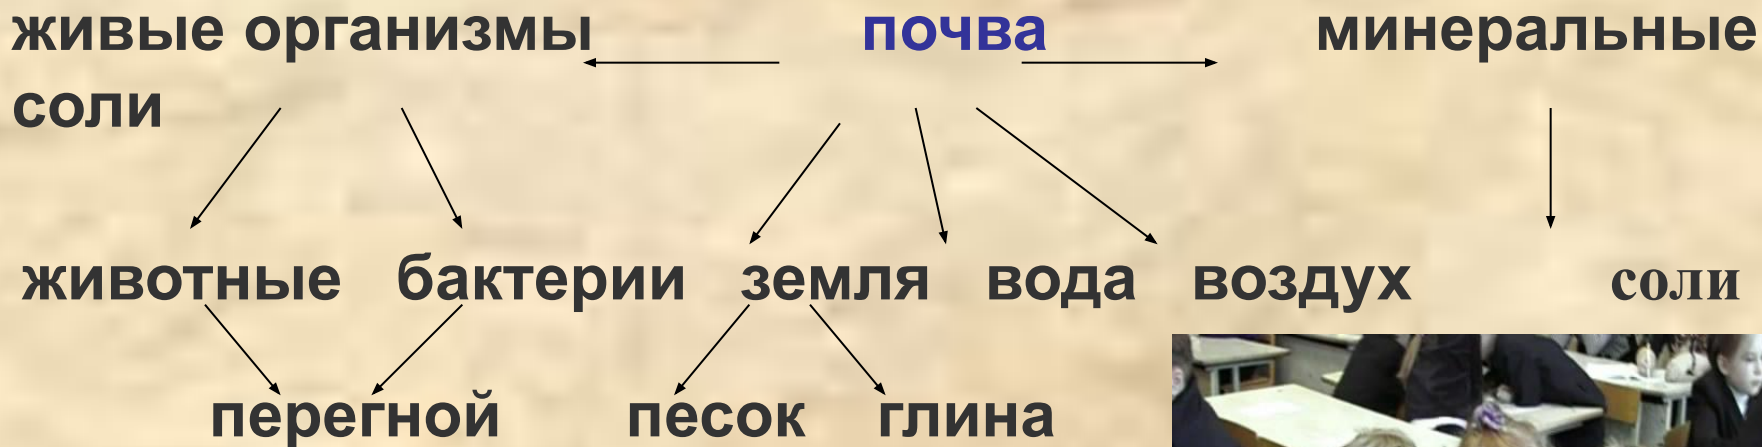 живые организмы почва минеральные
соли
животные бактерии земля вода воздух соли
перегной песок глина